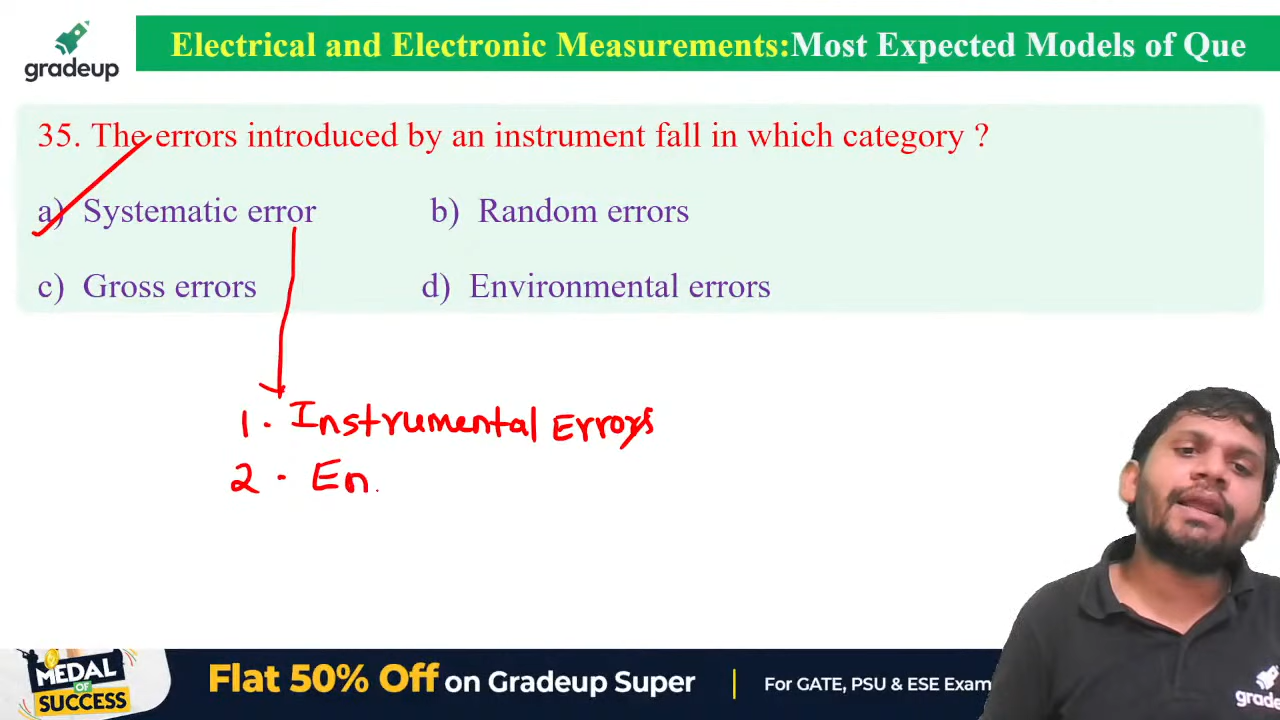 gradeup
Electrical and Electronic Measurements:Most Expected Models of Que
35. The errors introduced by an instrument fall in which category ?
a) Systematic error b) Random errors
c) Gross errors d) Environmental errors
1. Instrumental Errors
2. En
MEDAL
OF
SUCCESS
Flat 50% Off on Gradeup Super
For GATE, PSU & ESE Exam
gradeu